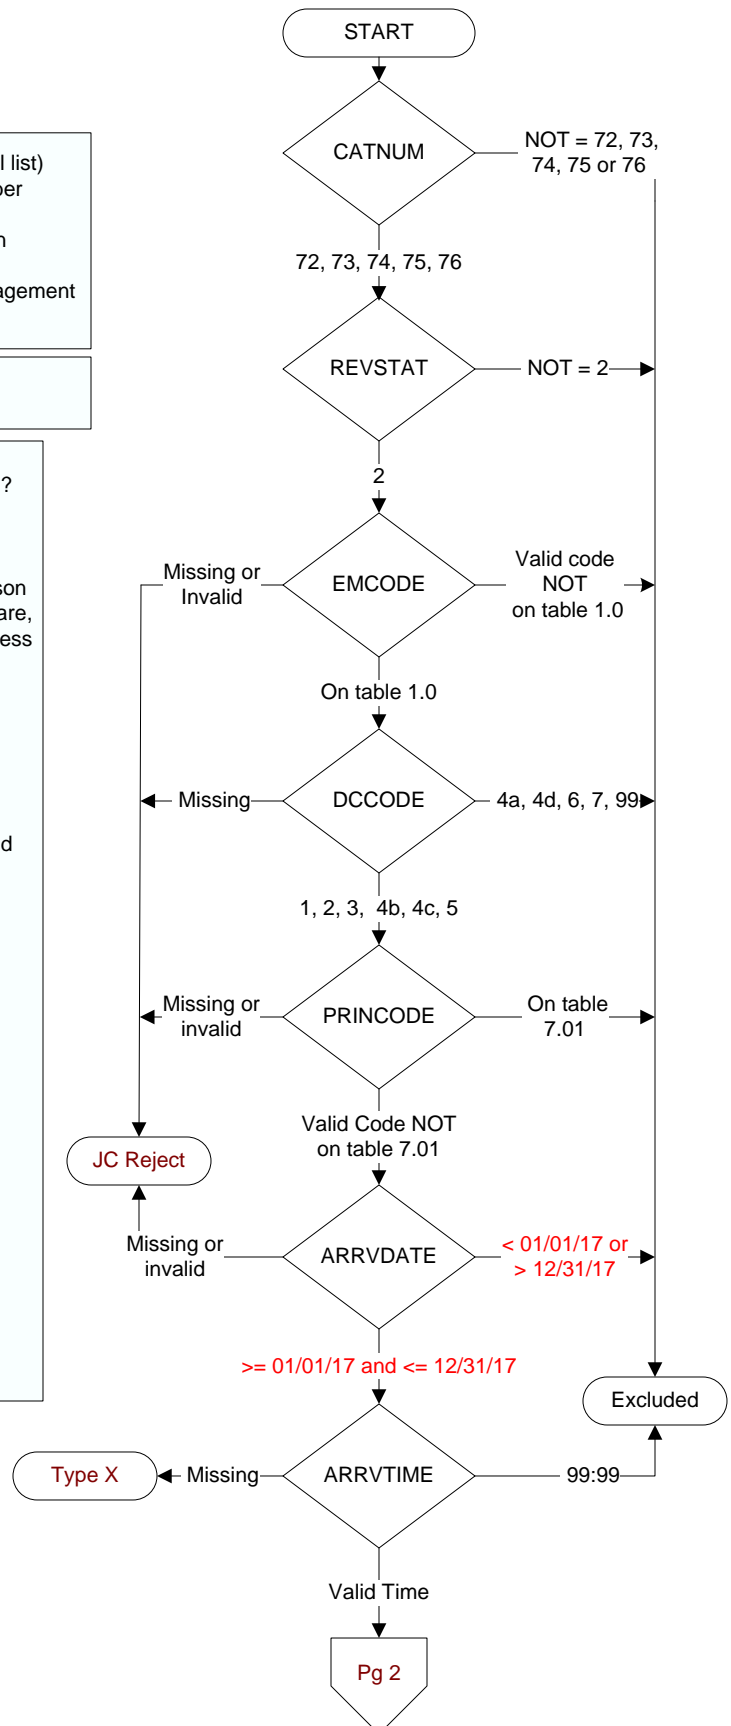 START
CATNUM
NOT = 72, 73,
74, 75 or 76
list)
72, 73, 74, 75, 76
REVSTAT
NOT = 2
2
?
EMCODE
Missing or
Invalid
Valid code
NOT
on table 1.0
On table 1.0
DCCODE
Missing
4a, 4d, 6, 7, 99
1, 2, 3, 4b, 4c, 5
PRINCODE
Missing or
invalid
On table
7.01
Valid Code NOT
on table 7.01
JC Reject
ARRVDATE
Missing or
invalid
< 01/01/17 or
> 12/31/17
>= 01/01/17 and <= 12/31/17
Excluded
ARRVTIME
Type X
Missing
99:99
Valid Time
Pg 2